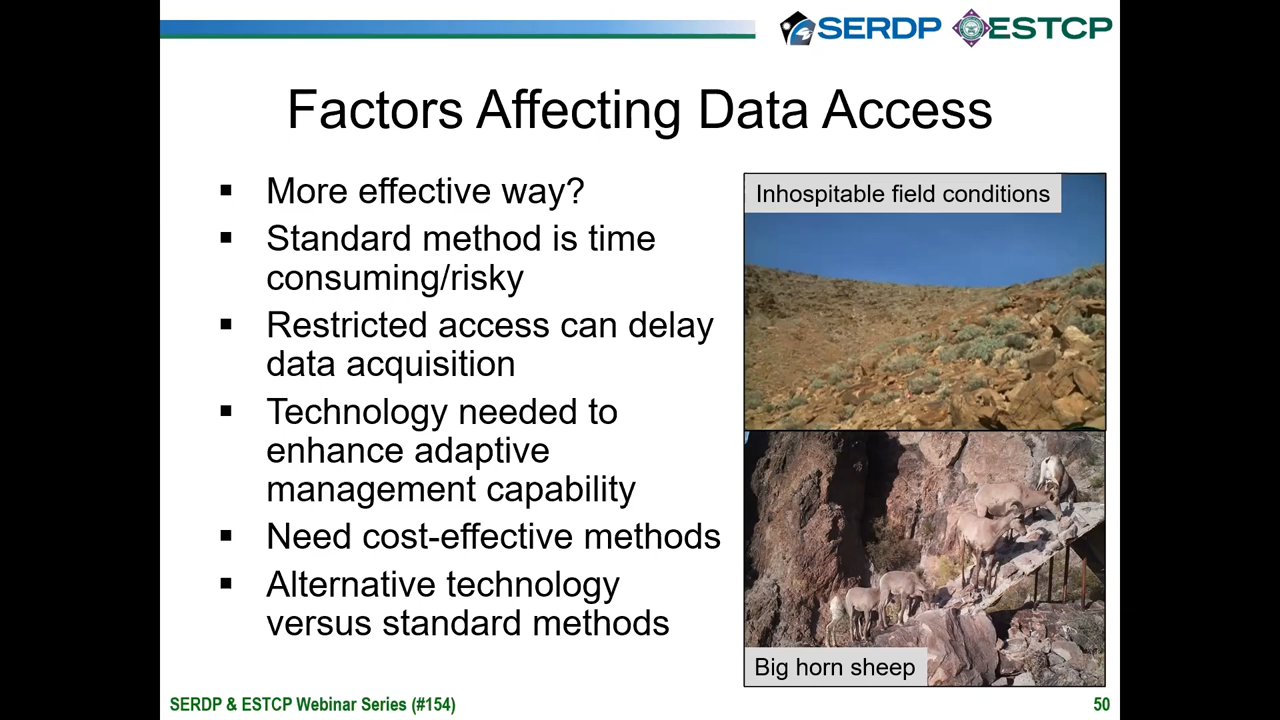 SERDP ESTCP
Factors Affecting Data Access
▪ More effective way?
▪ Standard method is time
consuming/risky
▪ Restricted access can delay
data acquisition
▪ Technology needed to
enhance adaptive
management capability
▪ Need cost-effective methods
▪ Alternative technology
versus standard methods
Inhospitable field conditions
Big horn sheep
SERDP & ESTCP Webinar Series (#154)
50